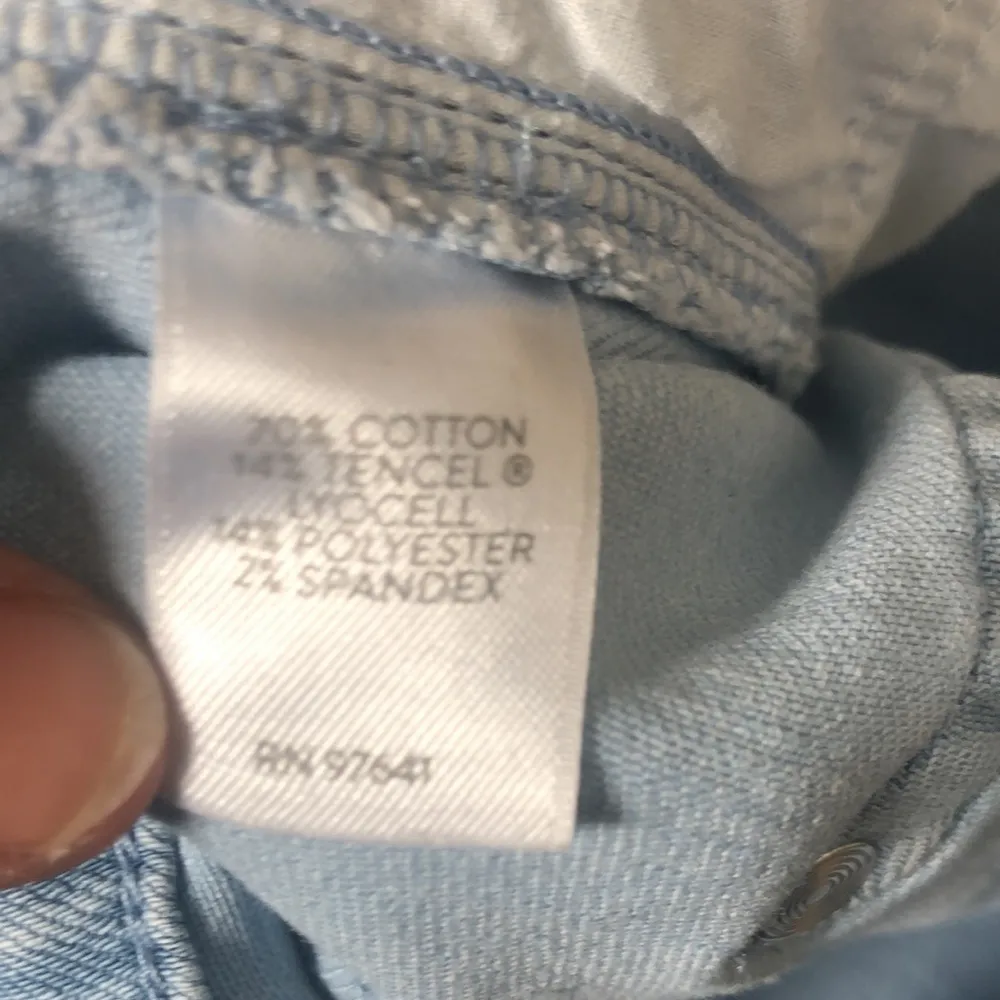 70% COTTON
14% TENCEL ®
LYOCELL
14% POLYESTER
2% SPANDEX
RN 97641